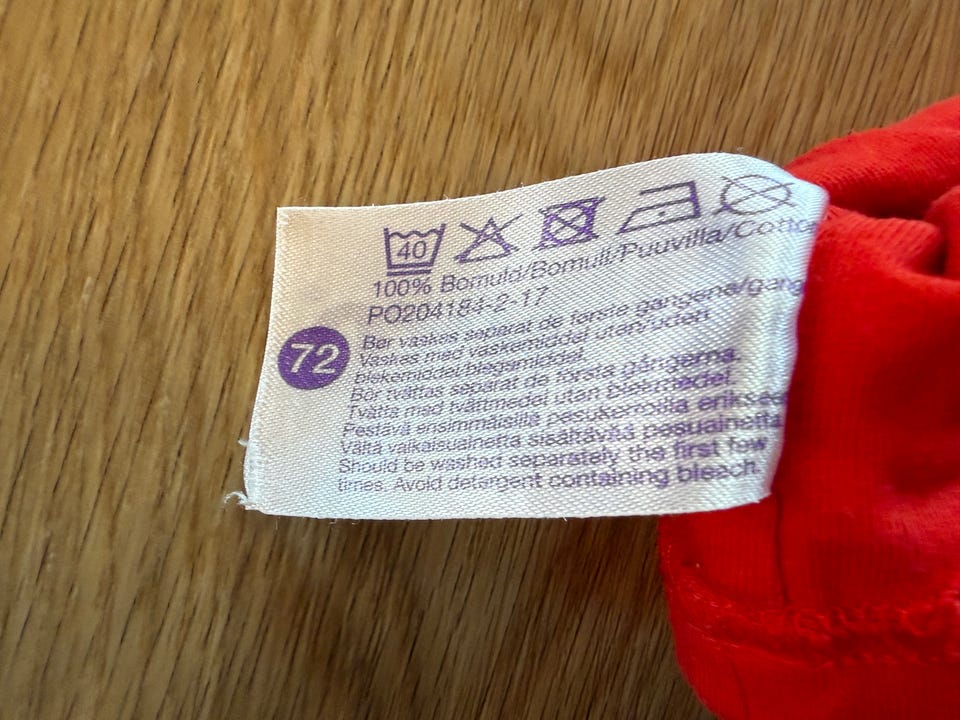 40
100% Bomuld/Bomull/Puuvilla/Cotto
PO204184-2-17
72
Bør vaskes separat de første gangene/gang
Vaskes med vaskemiddel uten/uden
blekemiddel/blegemiddel.
Bör tvättas separat de första gångerna.
Tvätta med tvättmedel utan blekmedel.
Pestävä ensimmäisillä pesukerroilla erikseen
Vältä valkaisuainetta sisältävää pesuainetta
Should be washed separately the first few
times. Avoid detergent containing bleach.